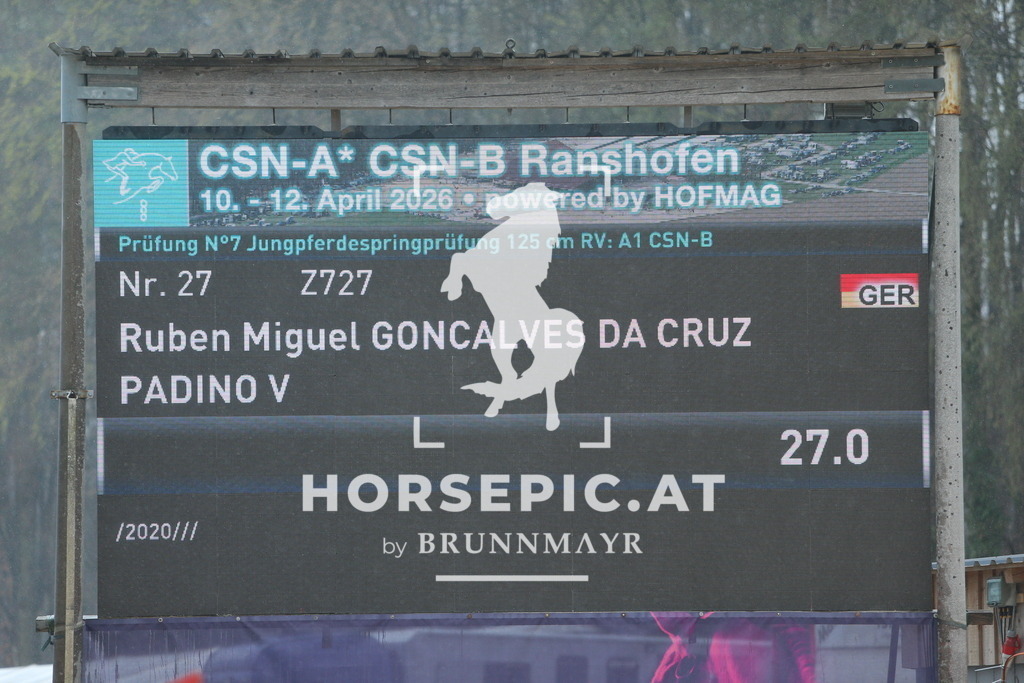 CSN-A* CSN-B Ranshofen
10. - 12. April 2026 • powered by HOFMAG
Prüfung N°7 Jungpferdespringprüfung 125 cm RV: A1 CSN-B
Nr. 27 Z727
GER
Ruben Miguel GONCALVES DA CRUZ
PADINO V
27.0
HORSEPIC.AT
/2020///
by BRUNNMAYR